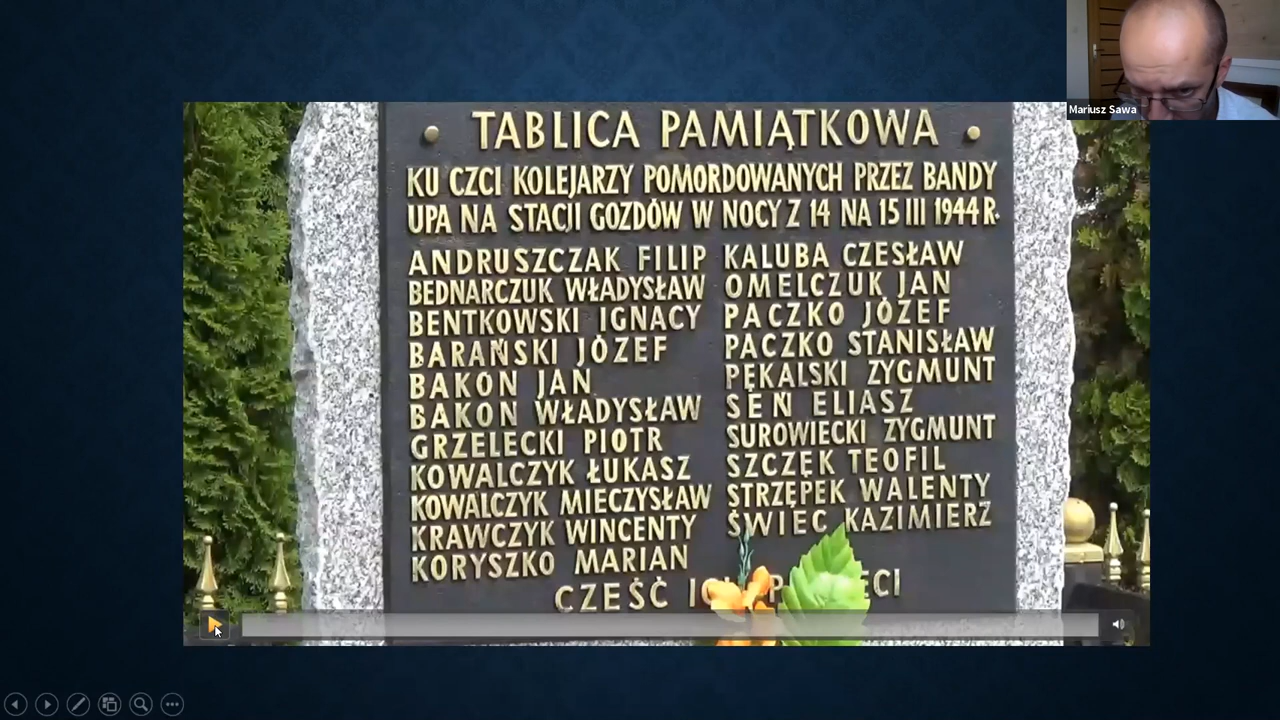 Mariusz Sawa
TABLICA PAMIĄTKOWA
KU CZCI KOLEJARZY POMORDOWANYCH PRZEZ BANDY
UPA NA STACJI GOZDÓW W NOCY Z 14 NA 15 III 1944 R.
ANDRUSZCZAK FILIP
BEDNARCZUK WŁADYSŁAW
BENTKOWSKI IGNACY
BARAŃSKI JÓZEF
BAKON JAN
BAKON WŁADYSŁAW
GRZELECKI PIOTR
KOWALCZYK ŁUKASZ
KOWALCZYK MIECZYSŁAW
KRAWCZYK WINCENTY
KORYSZKO MARIAN
KALUBA CZESŁAW
OMELCZUK JAN
PACZKO JÓZEF
PACZKO STANISŁAW
PĘKALSKI ZYGMUNT
SEŃ ELIASZ
SUROWIECKI ZYGMUNT
SZCZĘK TEOFIL
STRZĘPEK WALENTY
ŚWIEC KAZIMIERZ
CZEŚĆ